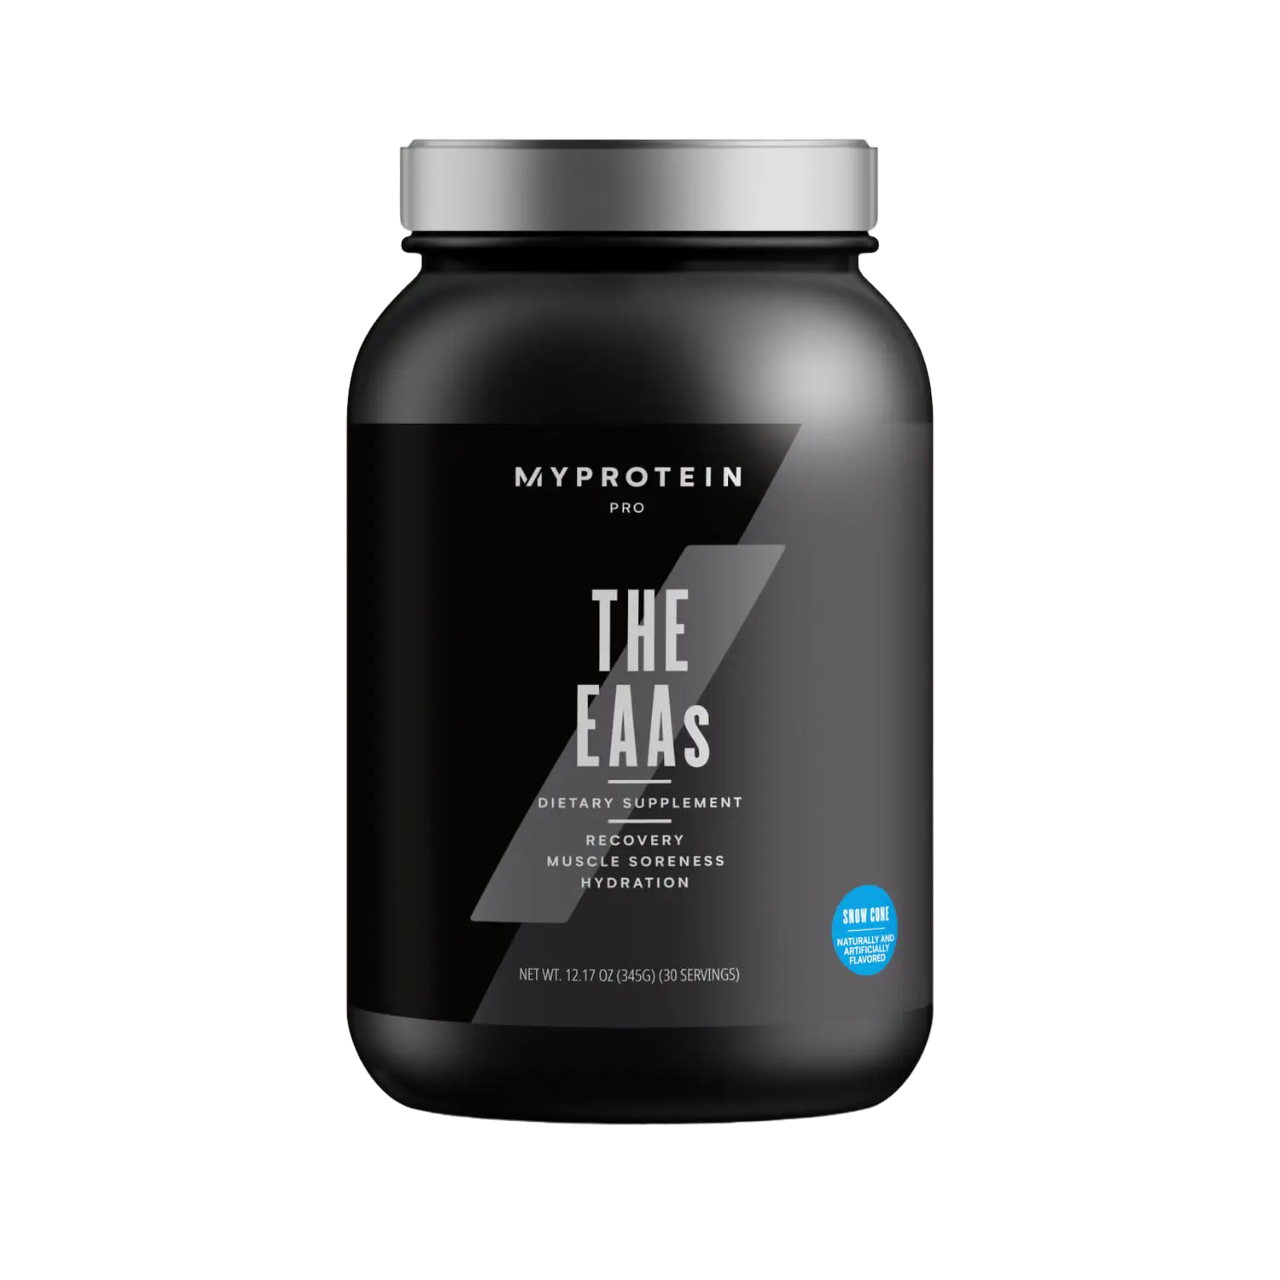 MYPROTEIN
PRO
THE
EAAs
DIETARY SUPPLEMENT
RECOVERY
MUSCLE SORENESS
HYDRATION
NET WT. 12.17 OZ (345G) (30 SERVINGS)
SNOW CONE
NATURALLY AND
ARTIFICIALLY
FLAVORED